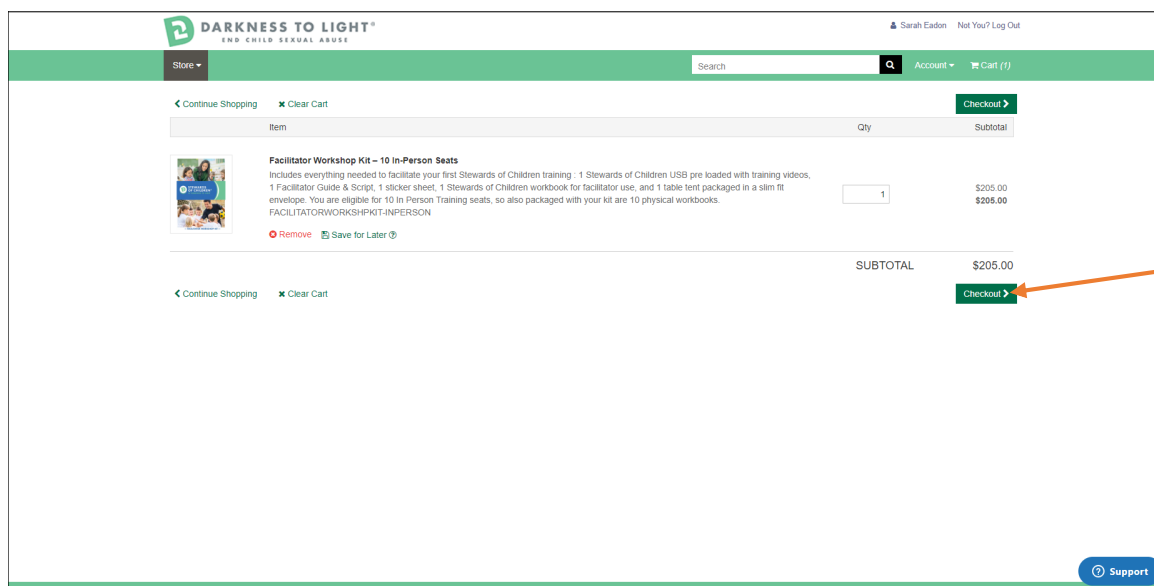 DARKNESS TO LIGHT®
END CHILD SEXUAL ABUSE
Sarah Eadon Not You? Log Out
Store
Search
Account
Cart (1)
Continue Shopping
Clear Cart
Checkout
Item Qty Subtotal
STEWARDS OF CHILDREN
Facilitator Workshop Kit – 10 In-Person Seats
Includes everything needed to facilitate your first Stewards of Children training : 1 Stewards of Children USB pre loaded with training videos,
1 Facilitator Guide & Script, 1 sticker sheet, 1 Stewards of Children workbook for facilitator use, and 1 table tent packaged in a slim fit
envelope. You are eligible for 10 In Person Training seats, so also packaged with your kit are 10 physical workbooks.
FACILITATORWORKSHPKIT-INPERSON
1
$205.00
$205.00
Remove Save for Later
SUBTOTAL $205.00
Continue Shopping
Clear Cart
Checkout
Support